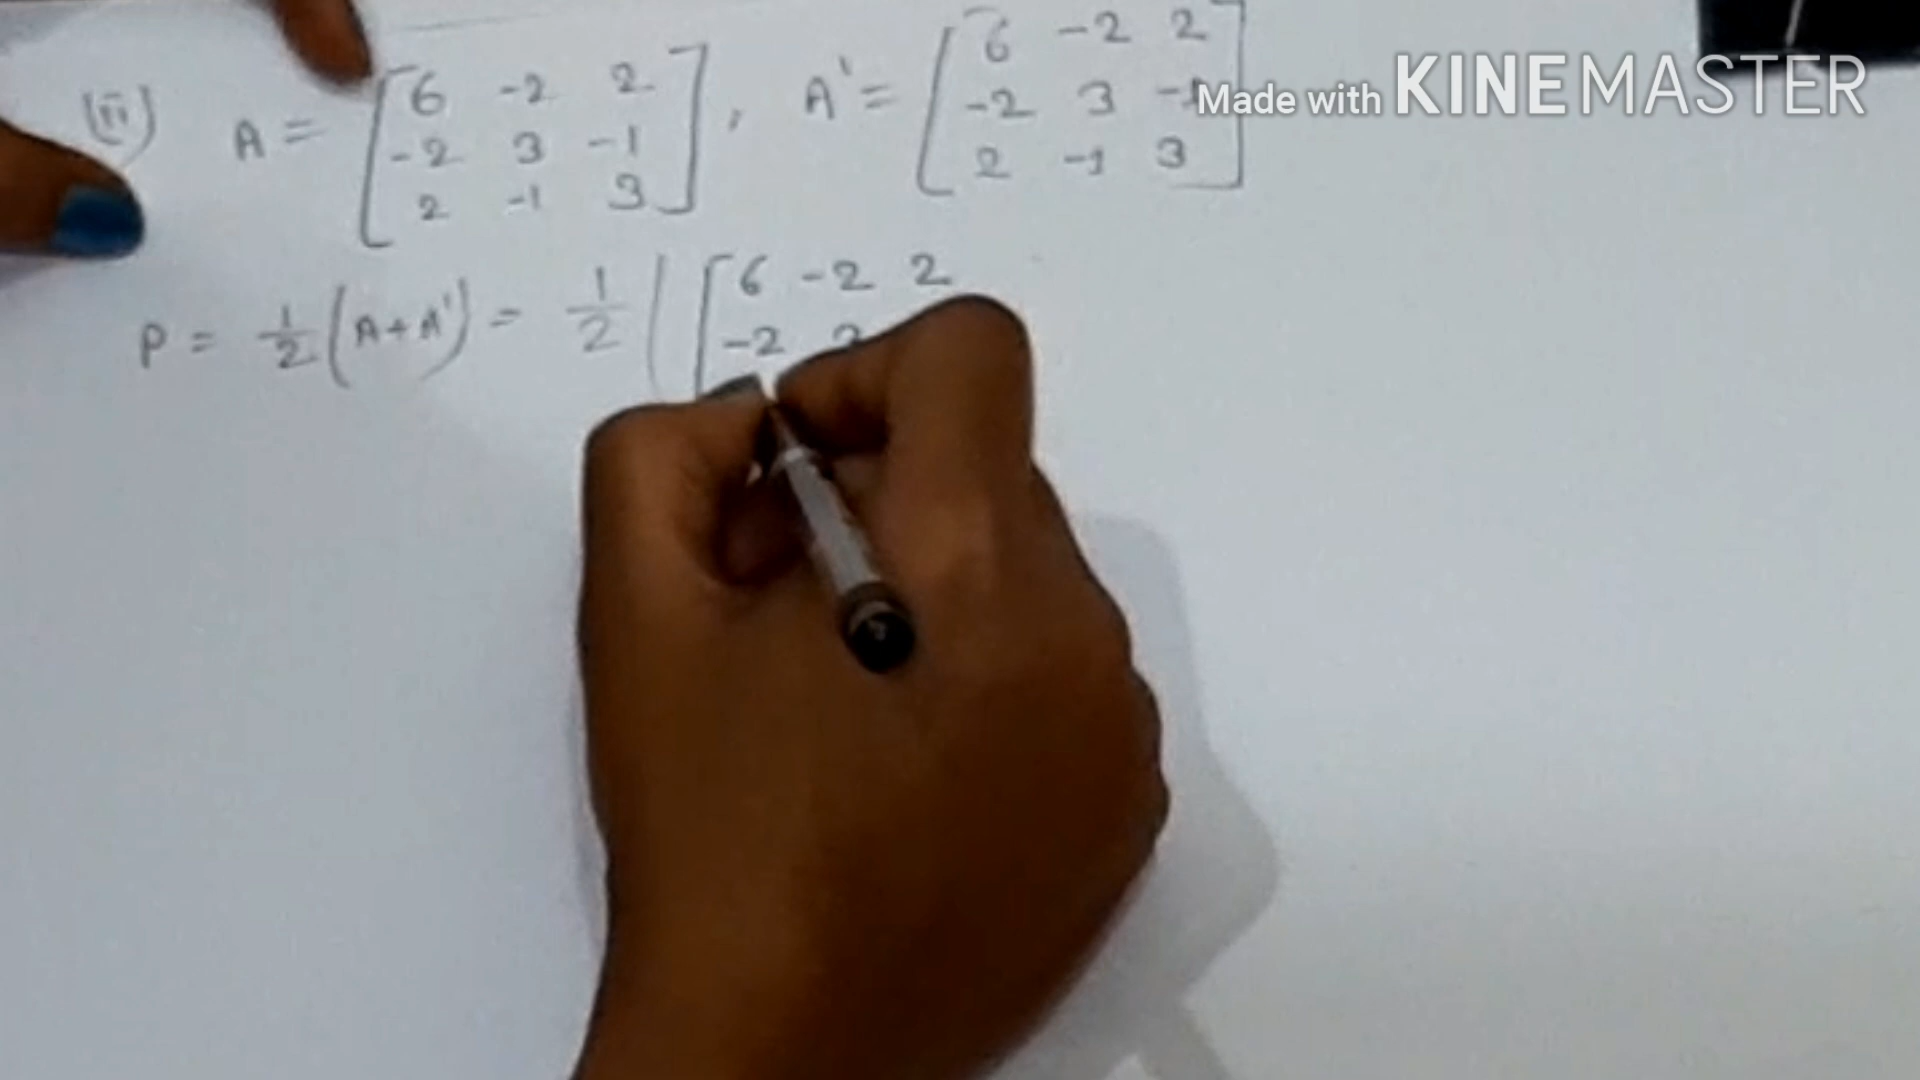 (ii) A = [6 -2 2 -2 3 -1 2 -1 3], A' = [6 -2 2 -2 3 -1 2 -1 3]
Made with KINEMASTER
P = 1/2 (A+A') = 1/2 ( [6 -2 2 -2